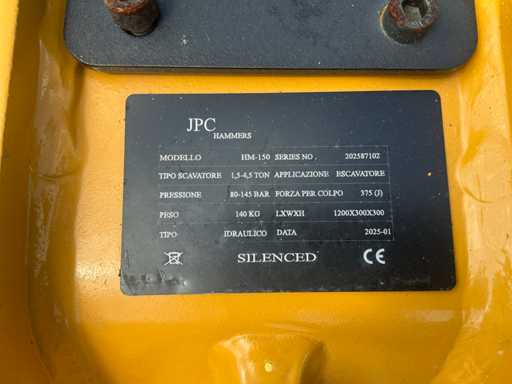 JPC
HAMMERS
MODELLO HM-150 SERIES NO . 202587102
TIPO SCAVATORE 1,5-4,5 TON APPLICAZIONE ESCAVATORE
PRESSIONE 80-145 BAR FORZA PER COLPO 375 (J)
PESO 140 KG LXWXH 1200X300X300
TIPO IDRAULICO DATA 2025-01
SILENCED CE